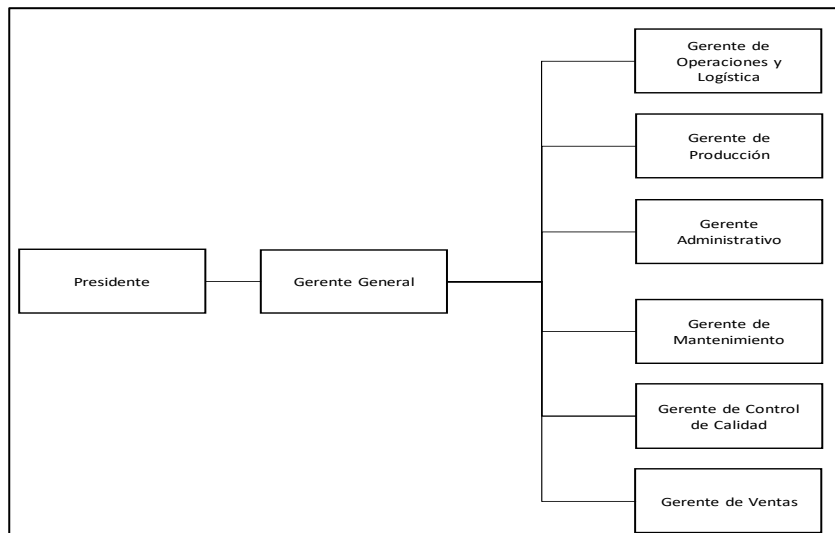 Presidente
Gerente General
Gerente de
Operaciones y
Logística
Gerente de
Producción
Gerente
Administrativo
Gerente de
Mantenimiento
Gerente de Control
de Calidad
Gerente de Ventas